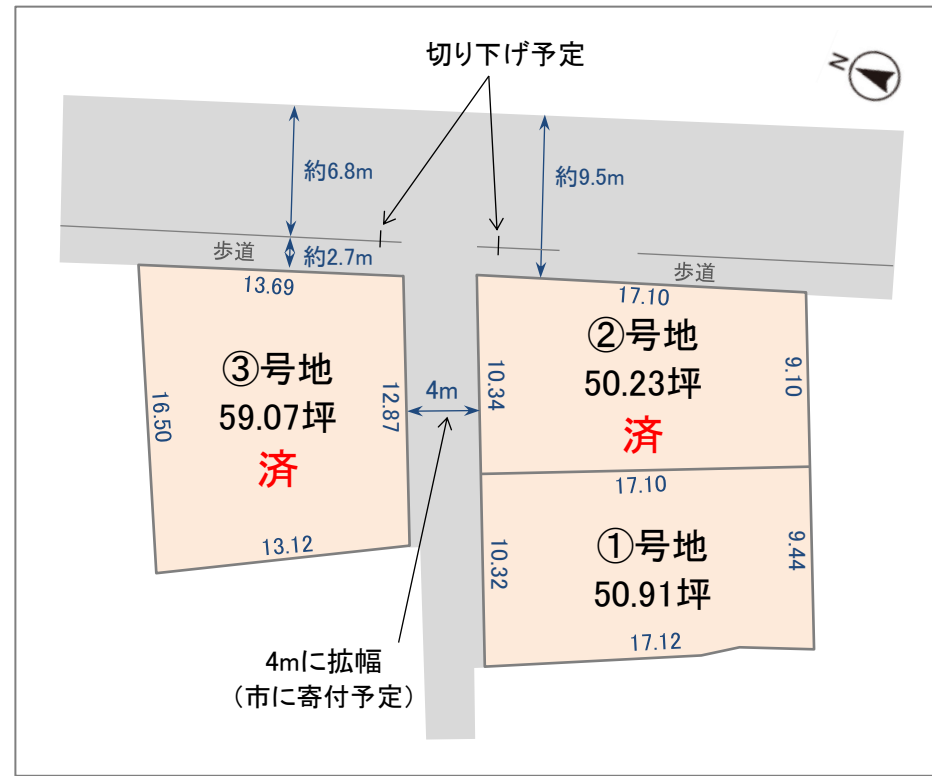 切り下げ予定
N
約6.8m
約9.5m
歩道
約2.7m
歩道
13.69
17.10
③号地
59.07坪
済
16.50
12.87
13.12
4m
②号地
50.23坪
済
10.34
9.10
17.10
①号地
50.91坪
10.32
9.44
17.12
4mに拡幅
(市に寄付予定)